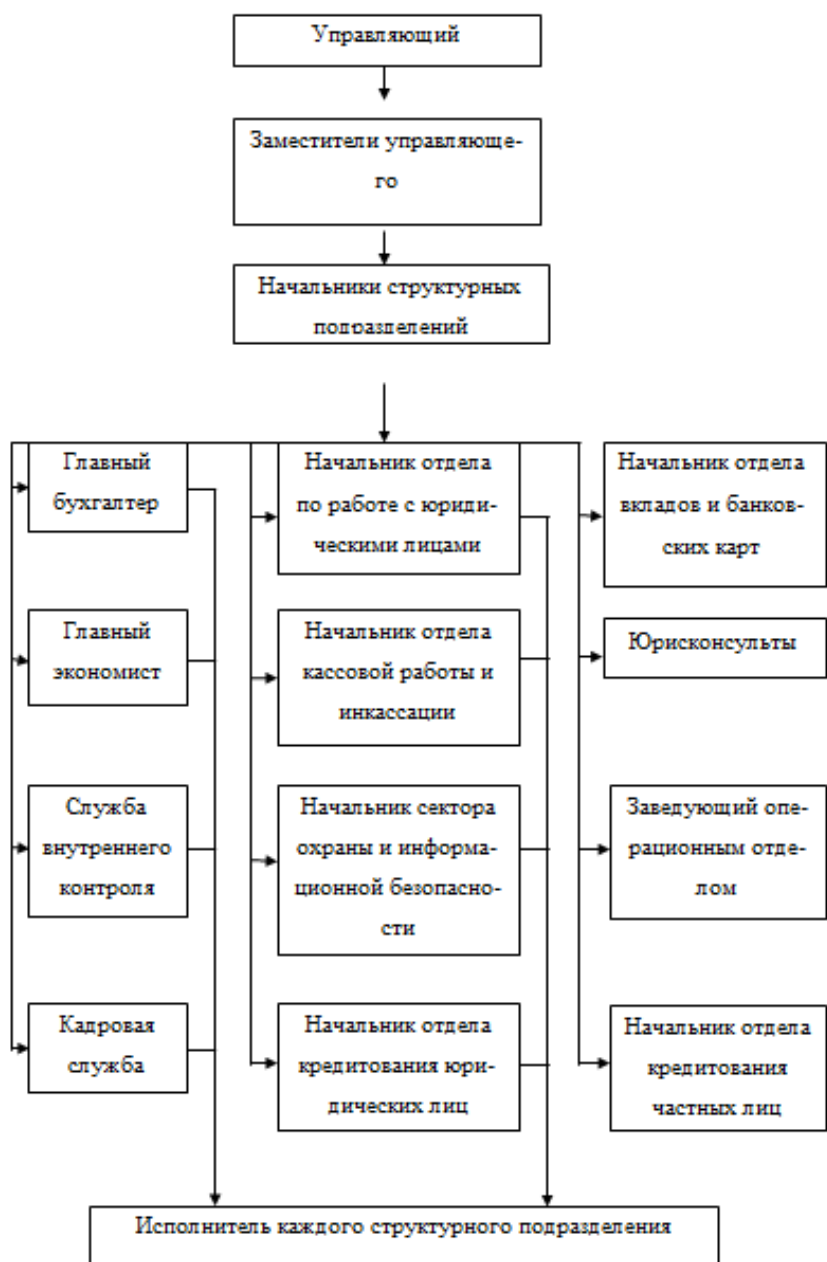 Управляющий
Заместители управляюще-
го
Начальники структурных
подразделений
Главный
бухгалтер
Начальник отдела
по работе с юриди-
ческими лицами
Начальник отдела
вкладов и банков-
ских карт
Главный
экономист
Начальник отдела
кассовой работы и
инкассации
Юрисконсульты
Служба
внутреннего
контроля
Начальник сектора
охраны и информа-
ционной безопасно-
сти
Заведующий опе-
рационным отде-
лом
Кадровая
служба
Начальник отдела
кредитования юри-
дических лиц
Начальник отдела
кредитования
частных лиц
Исполнитель каждого структурного подразделения